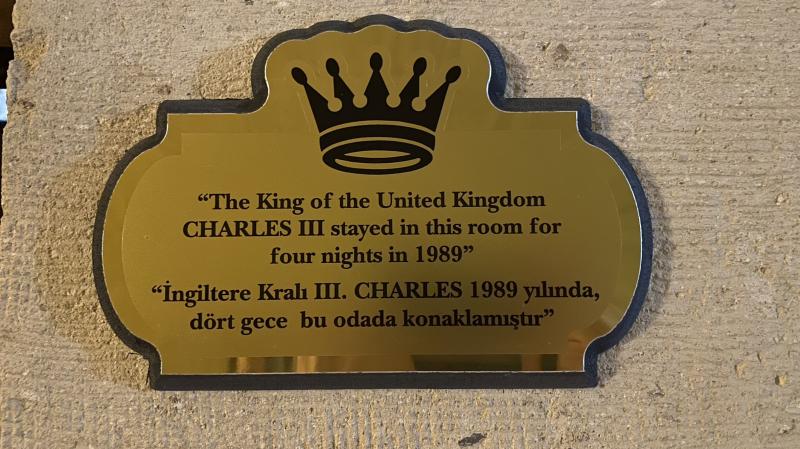 “The King of the United Kingdom
CHARLES III stayed in this room for
four nights in 1989”
“İngiltere Kralı III. CHARLES 1989 yılında,
dört gece bu odada konaklamıştır”